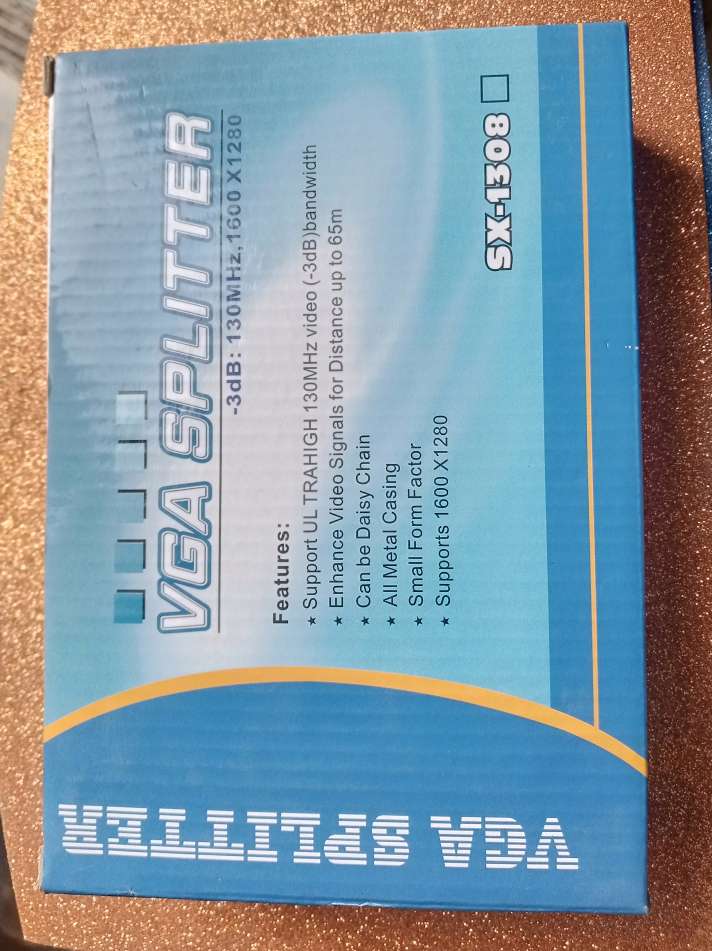 VGA SPLITTER
-3dB: 130MHz.1600 X1280
Features:
★ Support UL TRAHIGH 130MHz video (-3dB)bandwidth
★ Enhance Video Signals for Distance up to 65m
★ Can be Daisy Chain
★ All Metal Casing
★ Small Form Factor
★ Supports 1600 X1280
SX-1308
VGA SPLITTER